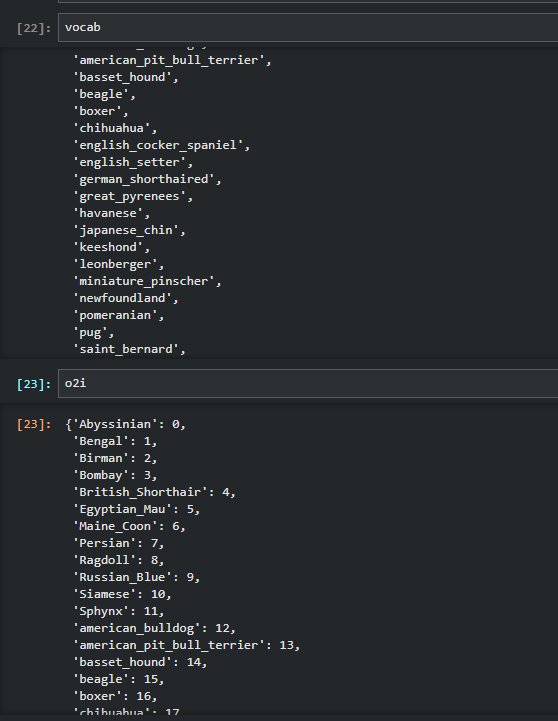 [22]: vocab
'american_pit_bull_terrier',
'basset_hound',
'beagle',
'boxer',
'chihuahua',
'english_cocker_spaniel',
'english_setter',
'german_shorthaired',
'great_pyrenees',
'havanese',
'japanese_chin',
'keeshond',
'leonberger',
'miniature_pinscher',
'newfoundland',
'pomeranian',
'pug',
'saint_bernard',
[23]: o2i
[23]: {'Abyssinian': 0,
'Bengal': 1,
'Birman': 2,
'Bombay': 3,
'British_Shorthair': 4,
'Egyptian_Mau': 5,
'Maine_Coon': 6,
'Persian': 7,
'Ragdoll': 8,
'Russian_Blue': 9,
'Siamese': 10,
'Sphynx': 11,
'american_bulldog': 12,
'american_pit_bull_terrier': 13,
'basset_hound': 14,
'beagle': 15,
'boxer': 16,
'chihuahua': 17